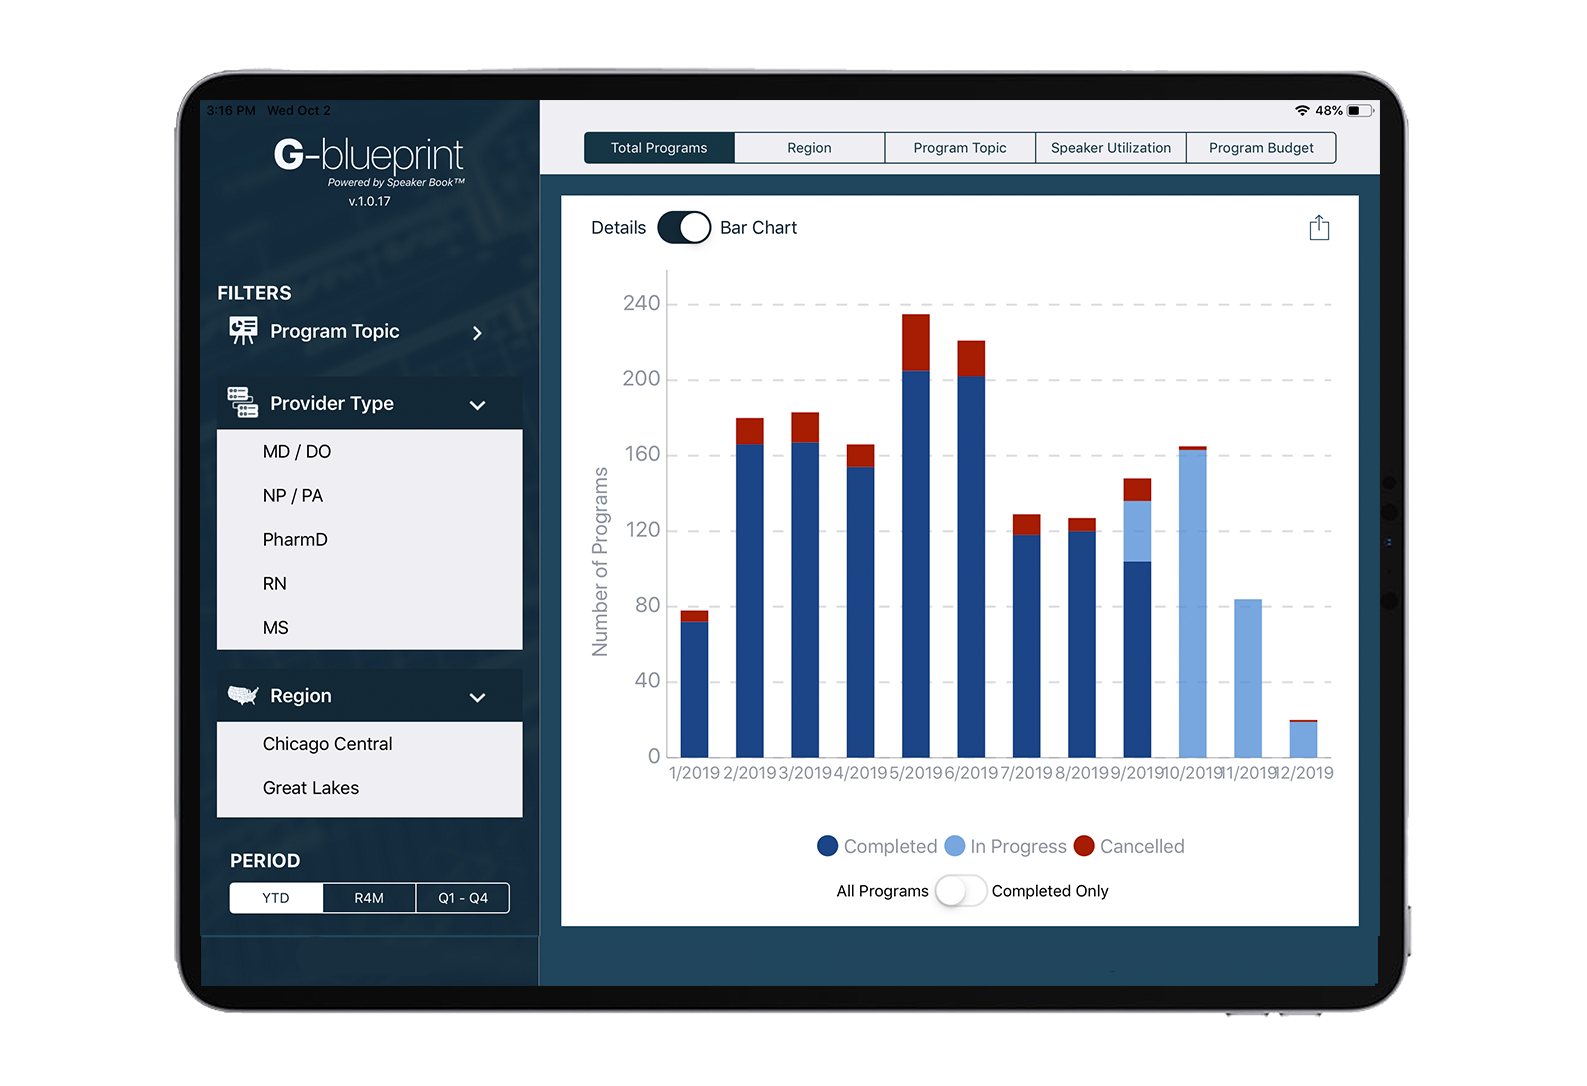 3:16 PM Wed Oct 2
48%
G-blueprint
Powered by Speaker Book™
v.1.0.17
FILTERS
Program Topic
Provider Type
MD / DO
NP / PA
PharmD
RN
MS
Region
Chicago Central
Great Lakes
PERIOD
YTD R4M Q1 - Q4
Total Programs Region Program Topic Speaker Utilization Program Budget
Details Bar Chart
Number of Programs
240
200
160
120
80
40
0
1/2019 2/2019 3/2019 4/2019 5/2019 6/2019 7/2019 8/2019 9/2019 10/2019 11/2019 12/2019
Completed In Progress Cancelled
All Programs Completed Only